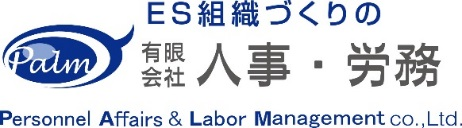 ES組織づくりの
Palm 有限会社 人事・労務
Personnel Affairs & Labor Management co.,Ltd.